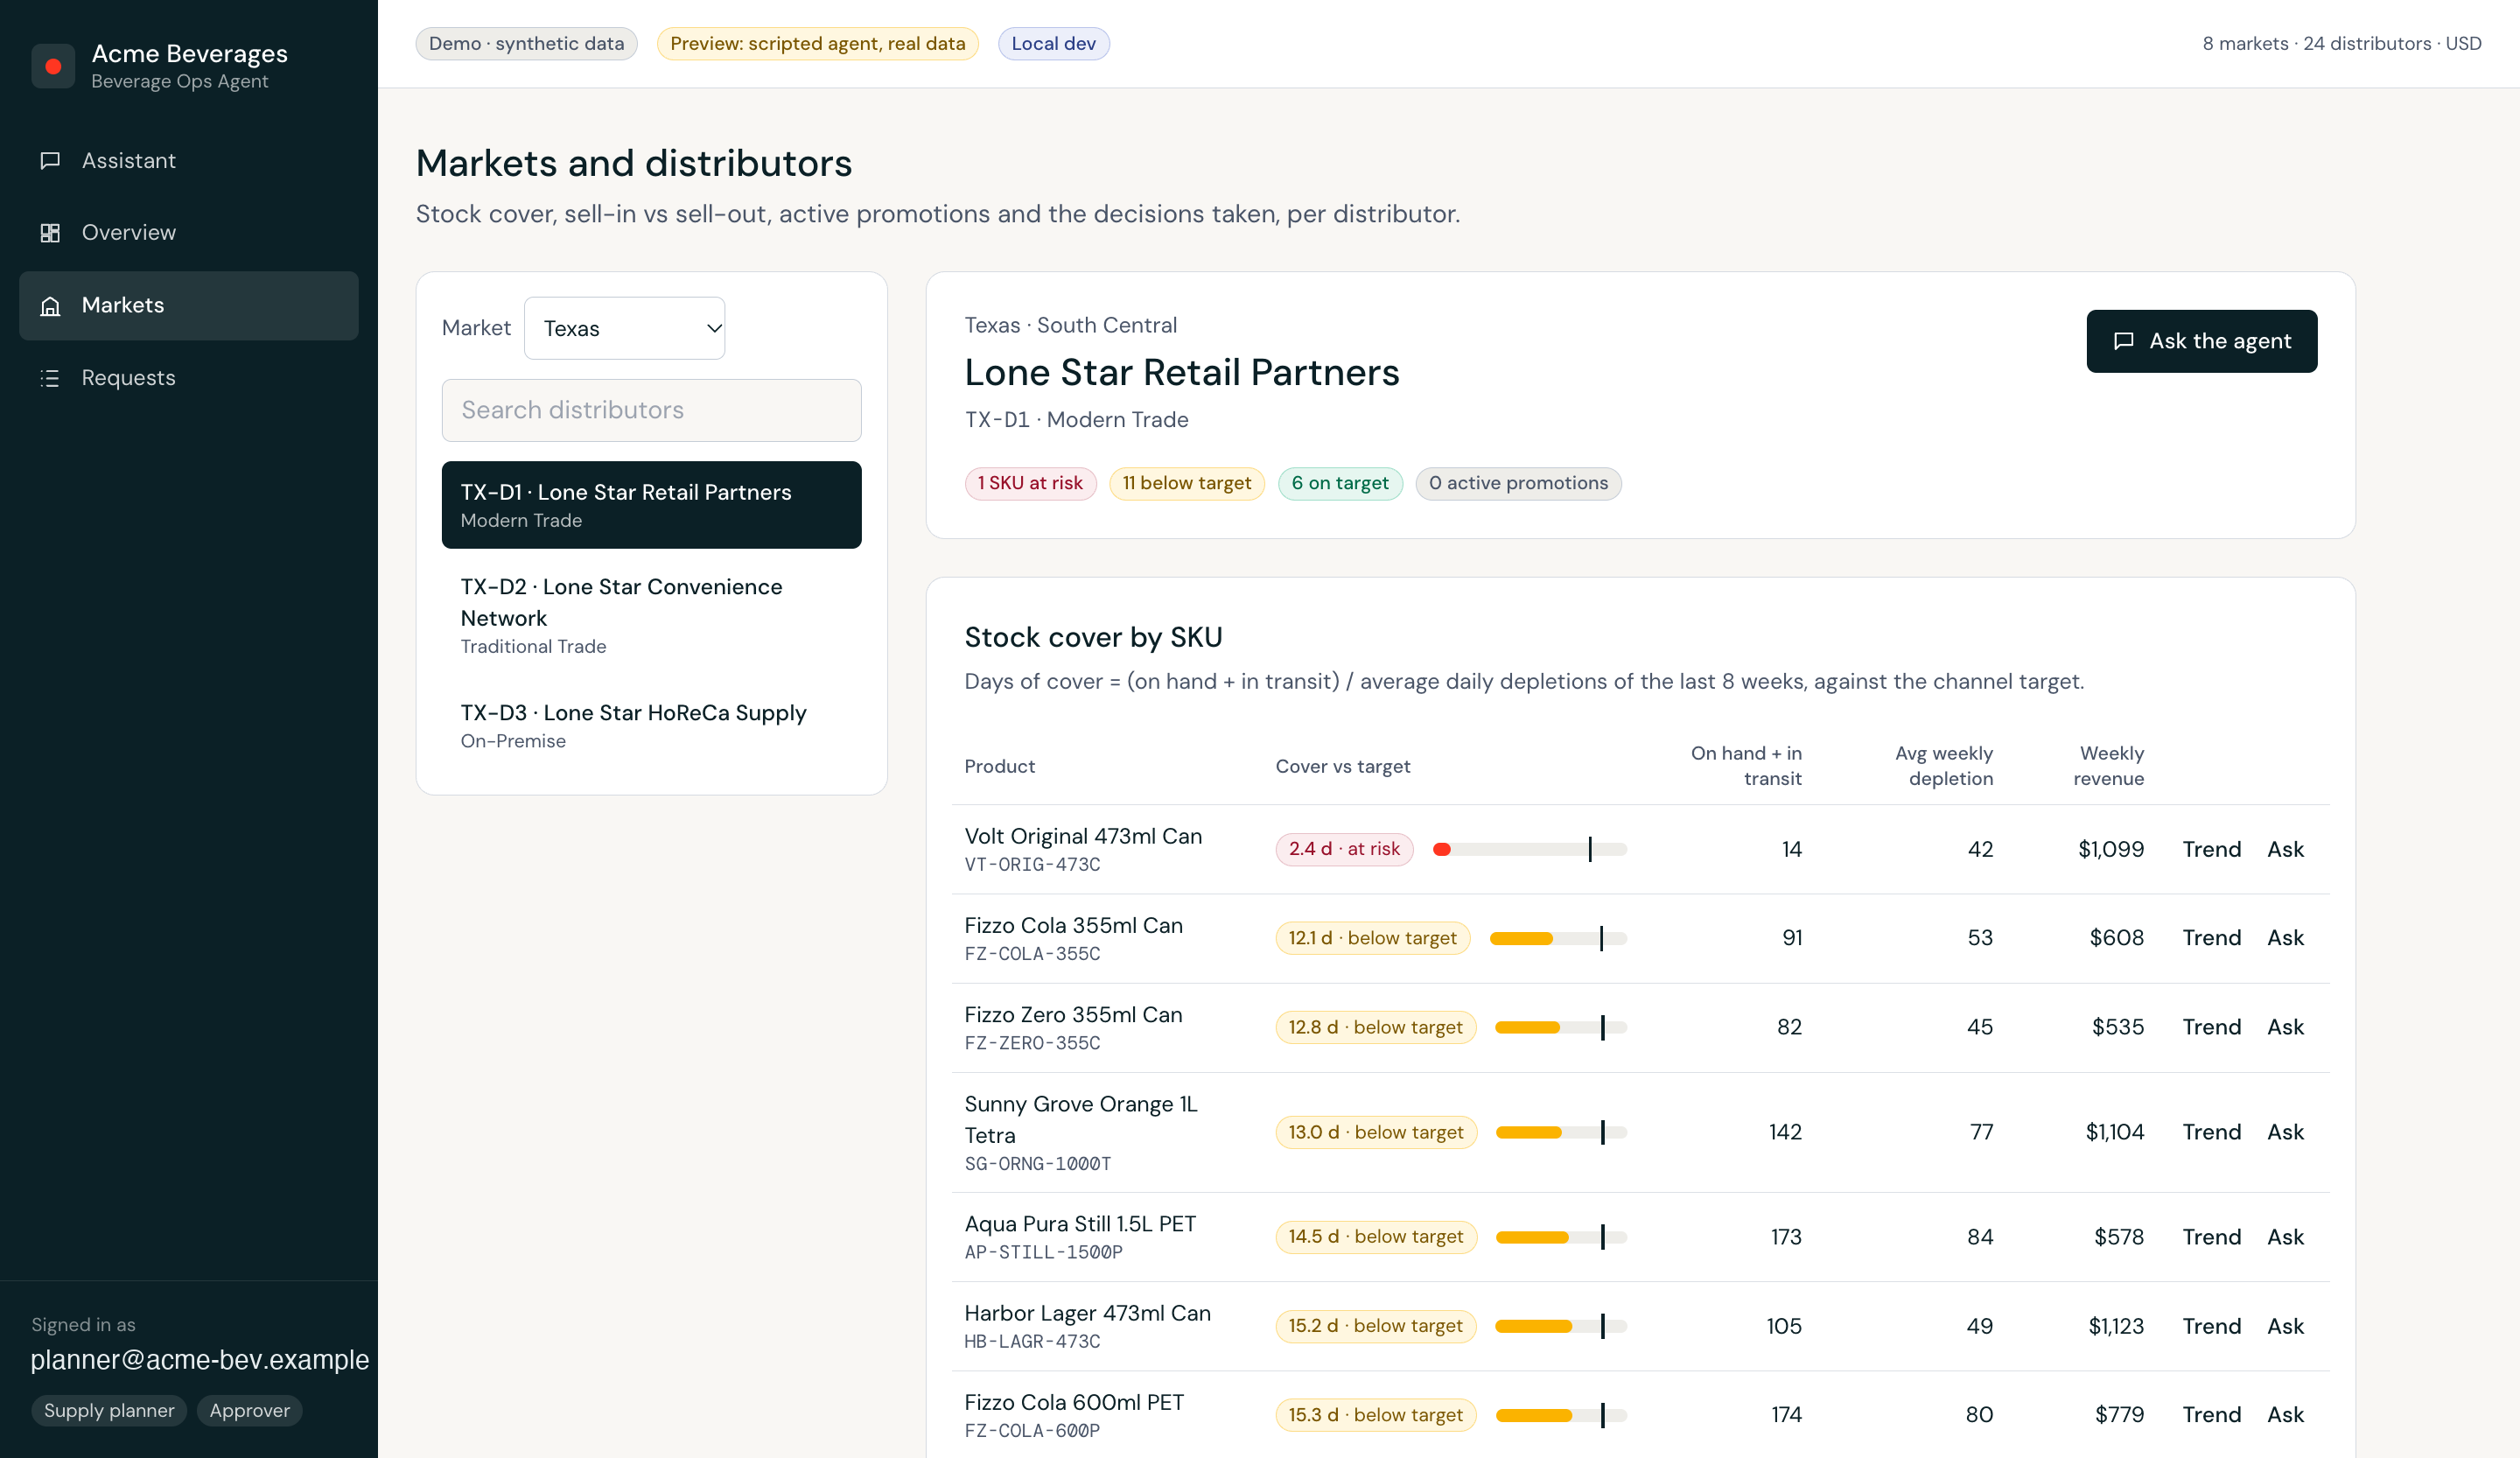 Acme Beverages
Beverage Ops Agent
Assistant
Overview
Markets
Requests
Signed in as
planner@acme-bev.example
Supply planner
Approver
Demo · synthetic data
Preview: scripted agent, real data
Local dev
8 markets · 24 distributors · USD
Markets and distributors
Stock cover, sell-in vs sell-out, active promotions and the decisions taken, per distributor.
Market
Texas
Search distributors
TX-D1 · Lone Star Retail Partners
Modern Trade
TX-D2 · Lone Star Convenience
Network
Traditional Trade
TX-D3 · Lone Star HoReCa Supply
On-Premise
Texas · South Central
Lone Star Retail Partners
TX-D1 · Modern Trade
Ask the agent
1 SKU at risk
11 below target
6 on target
0 active promotions
Stock cover by SKU
Days of cover = (on hand + in transit) / average daily depletions of the last 8 weeks, against the channel target.
Product
Cover vs target
On hand + in
transit
Avg weekly
depletion
Weekly
revenue
Volt Original 473ml Can
VT-ORIG-473C
2.4 d · at risk
14
42
$1,099
Trend
Ask
Fizzo Cola 355ml Can
FZ-COLA-355C
12.1 d · below target
91
53
$608
Trend
Ask
Fizzo Zero 355ml Can
FZ-ZERO-355C
12.8 d · below target
82
45
$535
Trend
Ask
Sunny Grove Orange 1L
Tetra
SG-ORNG-1000T
13.0 d · below target
142
77
$1,104
Trend
Ask
Aqua Pura Still 1.5L PET
AP-STILL-1500P
14.5 d · below target
173
84
$578
Trend
Ask
Harbor Lager 473ml Can
HB-LAGR-473C
15.2 d · below target
105
49
$1,123
Trend
Ask
Fizzo Cola 600ml PET
FZ-COLA-600P
15.3 d · below target
174
80
$779
Trend
Ask